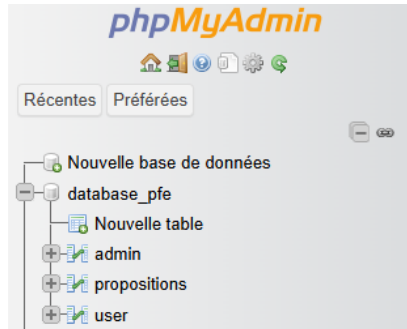 phpMyAdmin
Récentes Préférées
Nouvelle base de données
database_pfe
Nouvelle table
admin
propositions
user